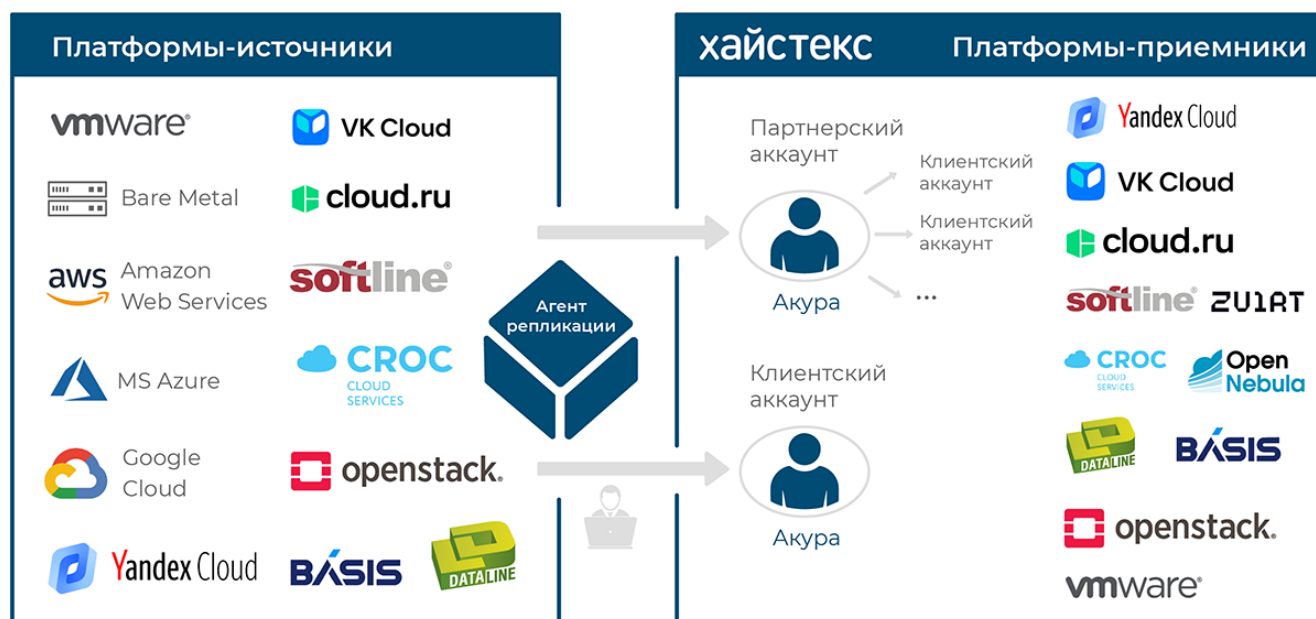 Платформы-источники
vmware®
VK Cloud
Bare Metal
cloud.ru
aws
Amazon
Web Services
softline®
MS Azure
CROC
CLOUD
SERVICES
Google
Cloud
openstack.
Yandex Cloud
BASIS
DATALINE
Агент
репликации
хайстекс
Платформы-приемники
Партнерский
аккаунт
Клиентский
аккаунт
Клиентский
аккаунт
...
Акура
Клиентский
аккаунт
Акура
Yandex Cloud
VK Cloud
cloud.ru
softline®
ZVIRT
CROC
CLOUD
SERVICES
Open
Nebula
DATALINE
BASIS
openstack.
vmware®